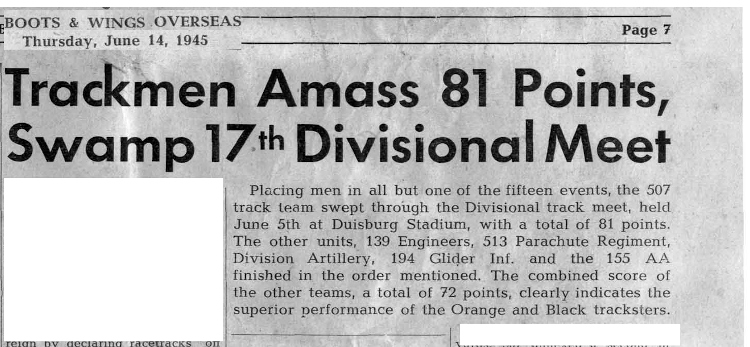 BOOTS & WINGS OVERSEAS
Thursday, June 14, 1945
Page 7
Trackmen Amass 81 Points,
Swamp 17th Divisional Meet
Placing men in all but one of the fifteen events, the 507
track team swept through the Divisional track meet, held
June 5th at Duisburg Stadium, with a total of 81 points.
The other units, 139 Engineers, 513 Parachute Regiment,
Division Artillery, 194 Glider Inf. and the 155 AA
finished in the order mentioned. The combined score of
the other teams, a total of 72 points, clearly indicates the
superior performance of the Orange and Black tracksters.
reign by declaring racetracks on